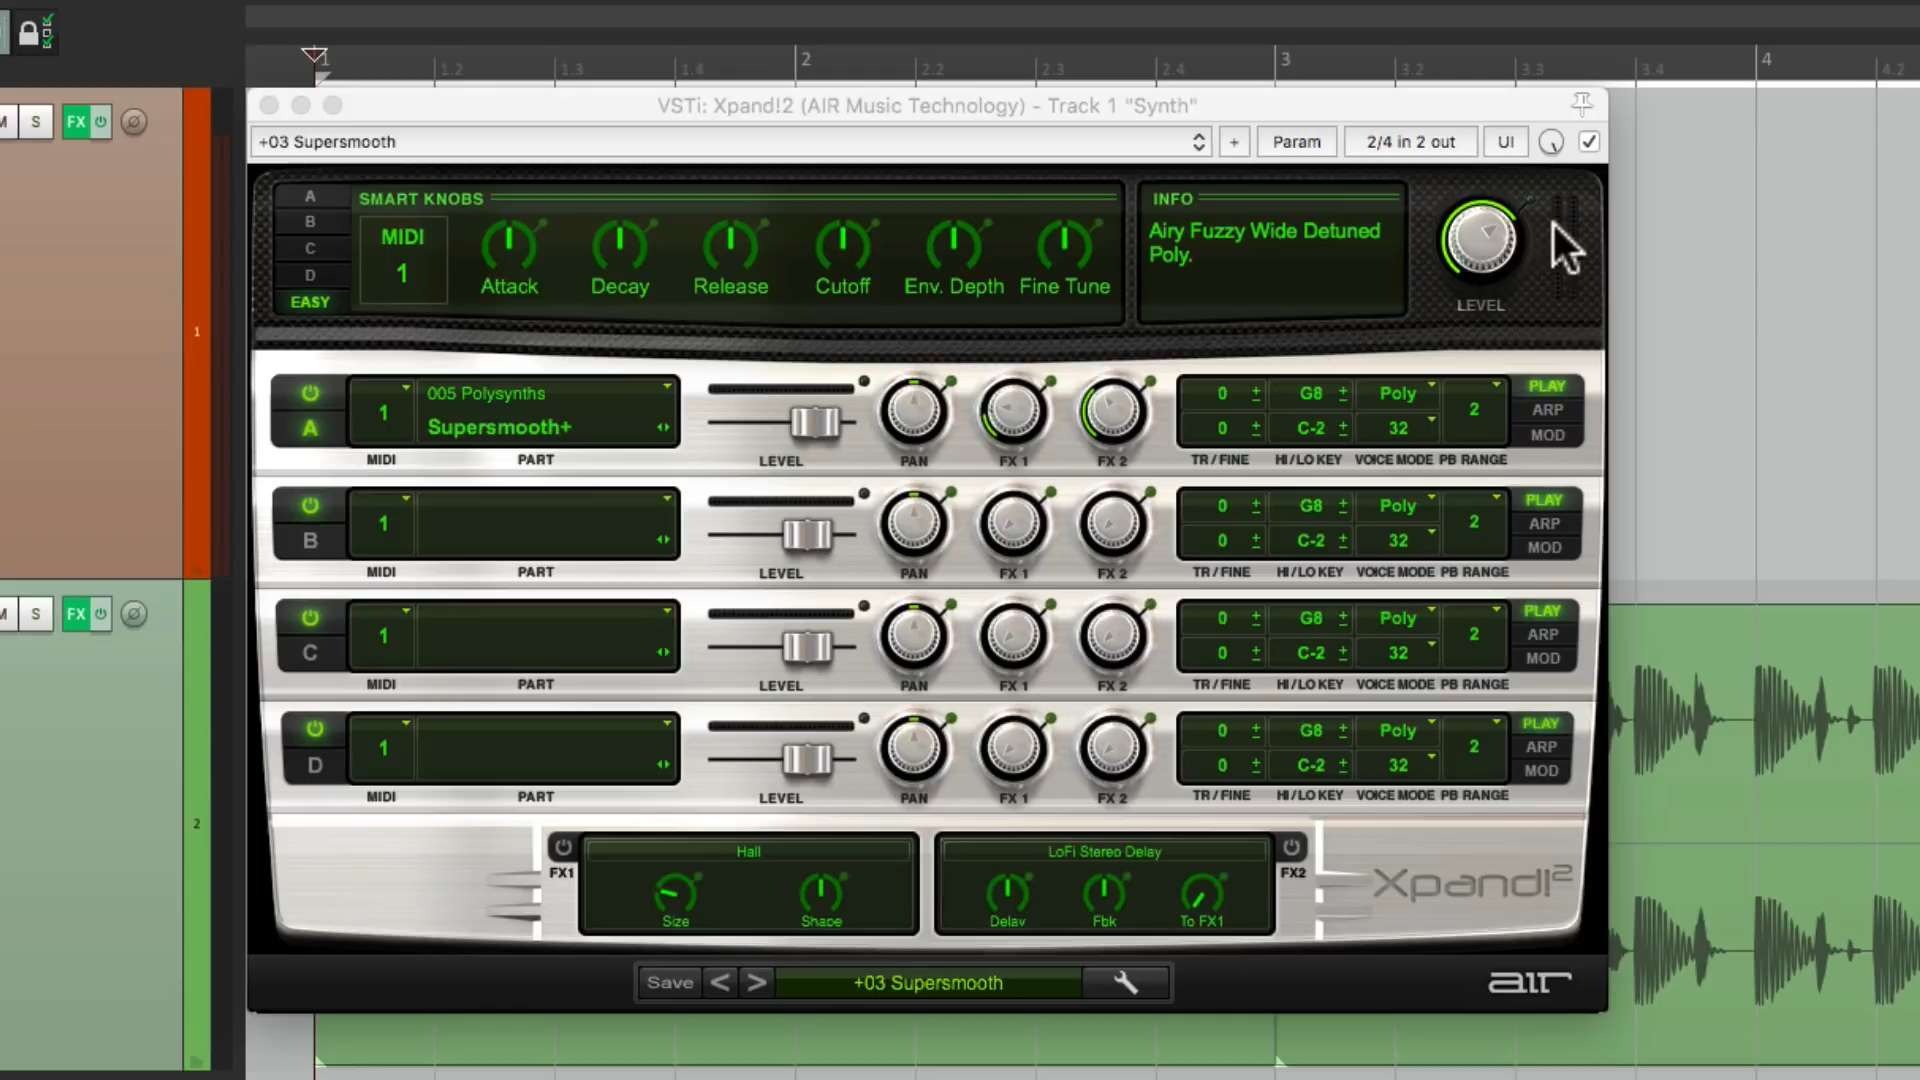 1
1.2
1.3
1.4
2
2.2
2.3
2.4
3
3.2
3.3
3.4
4
4.2
VSTi: Xpand!2 (AIR Music Technology) - Track 1 "Synth"
+03 Supersmooth
+
Param
2/4 in 2 out
UI
M
S
FX
1
A
B
C
D
EASY
SMART KNOBS
MIDI
1
Attack
Decay
Release
Cutoff
Env. Depth
Fine Tune
INFO
Airy Fuzzy Wide Detuned
Poly.
LEVEL
A
1
005 Polysynths
Supersmooth+
0 ± G8 ± Poly
0 ± C-2 ± 32
2
PLAY
ARP
MOD
MIDI
PART
LEVEL
PAN
FX 1
FX 2
TR / FINE
HI / LO KEY
VOICE MODE
PB RANGE
B
1
0 ± G8 ± Poly
0 ± C-2 ± 32
2
PLAY
ARP
MOD
MIDI
PART
LEVEL
PAN
FX 1
FX 2
TR / FINE
HI / LO KEY
VOICE MODE
PB RANGE
M
S
FX
2
C
1
0 ± G8 ± Poly
0 ± C-2 ± 32
2
PLAY
ARP
MOD
MIDI
PART
LEVEL
PAN
FX 1
FX 2
TR / FINE
HI / LO KEY
VOICE MODE
PB RANGE
D
1
0 ± G8 ± Poly
0 ± C-2 ± 32
2
PLAY
ARP
MOD
MIDI
PART
LEVEL
PAN
FX 1
FX 2
TR / FINE
HI / LO KEY
VOICE MODE
PB RANGE
FX1
Hall
Size
Shape
LoFi Stereo Delay
Delay
Fbk
To FX1
FX2
Xpand!2
Save
<
>
+03 Supersmooth
air